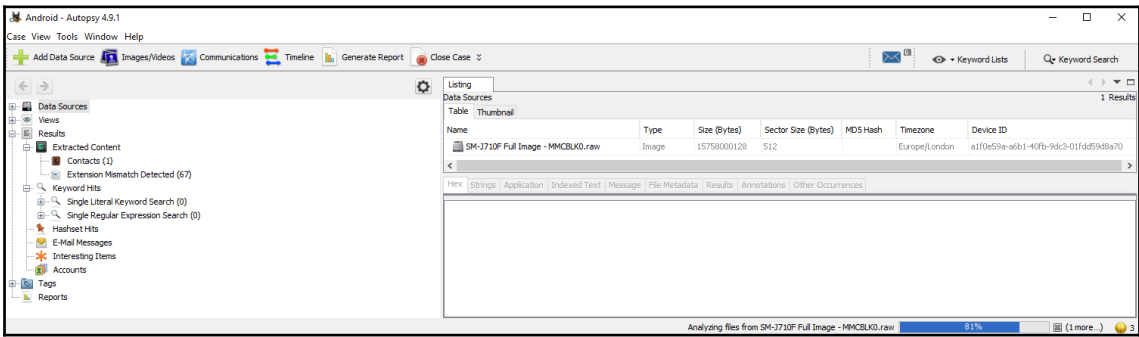 Android - Autopsy 4.9.1
Case View Tools Window Help
Add Data Source Images/Videos Communications Timeline Generate Report Close Case Keyword Lists Keyword Search
Data Sources
Views
Results
Extracted Content
Contacts (1)
Extension Mismatch Detected (67)
Keyword Hits
Single Literal Keyword Search (0)
Single Regular Expression Search (0)
Hashset Hits
E-Mail Messages
Interesting Items
Accounts
Tags
Reports
Listing
Data Sources 1 Results
Table Thumbnail
Name Type Size (Bytes) Sector Size (Bytes) MD5 Hash Timezone Device ID
SM-J710F Full Image - MMCBLK0.raw Image 15758000128 512 Europe/London a1f0e59a-a6b1-40fb-9dc3-01fdd59d8a70
Hex Strings Application Indexed Text Message File Metadata Results Annotations Other Occurrences
Analyzing files from SM-J710F Full Image - MMCBLK0.raw 81% (1 more...) 3